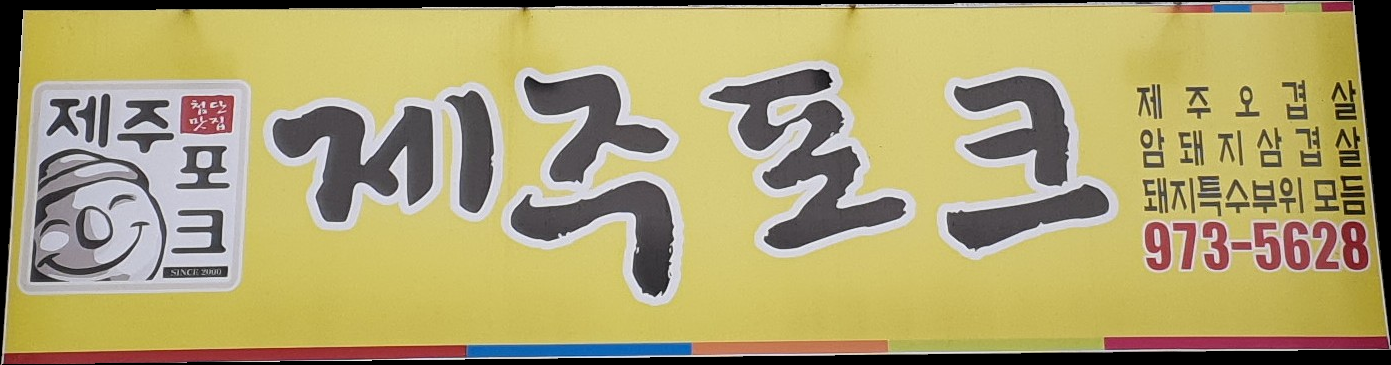 제주
첨단
맛집
포
크
SINCE 2000
제주포크
제주오겹살
암돼지삼겹살
돼지특수부위 모듬
973-5628